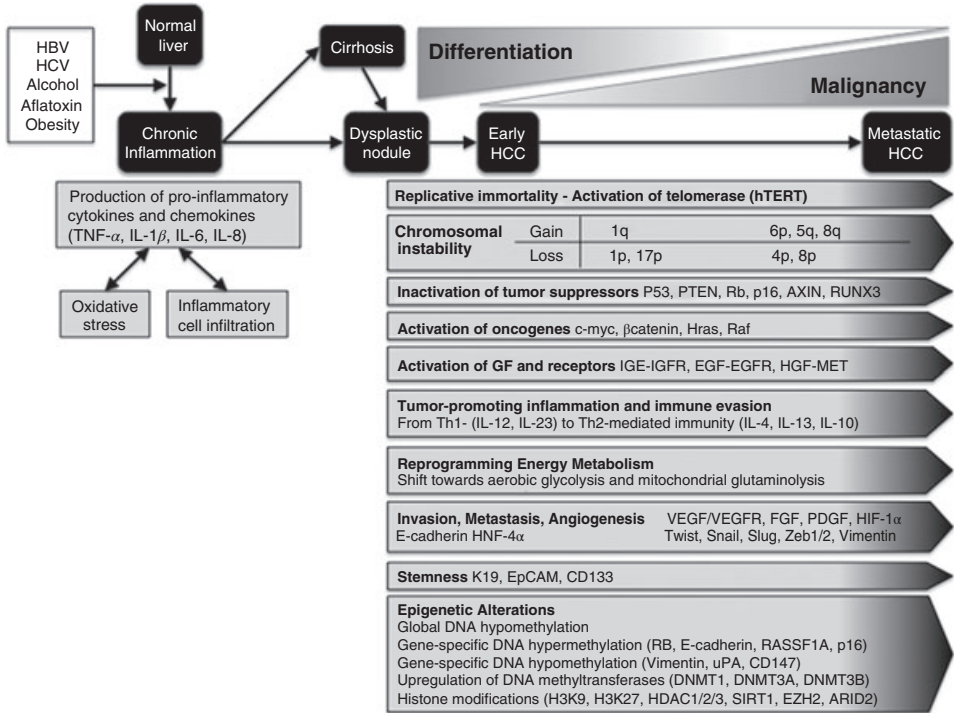 HBV
HCV
Alcohol
Aflatoxin
Obesity
Normal
liver
Chronic
Inflammation
Cirrhosis
Dysplastic
nodule
Differentiation
Malignancy
Early
HCC
Metastatic
HCC
Production of pro-inflammatory
cytokines and chemokines
(TNF-α, IL-1β, IL-6, IL-8)
Oxidative
stress
Inflammatory
cell infiltration
Replicative immortality - Activation of telomerase (hTERT)
Chromosomal
instability
Gain 1q 6p, 5q, 8q
Loss 1p, 17p 4p, 8p
Inactivation of tumor suppressors P53, PTEN, Rb, p16, AXIN, RUNX3
Activation of oncogenes c-myc, βcatenin, Hras, Raf
Activation of GF and receptors IGE-IGFR, EGF-EGFR, HGF-MET
Tumor-promoting inflammation and immune evasion
From Th1- (IL-12, IL-23) to Th2-mediated immunity (IL-4, IL-13, IL-10)
Reprogramming Energy Metabolism
Shift towards aerobic glycolysis and mitochondrial glutaminolysis
Invasion, Metastasis, Angiogenesis VEGF/VEGFR, FGF, PDGF, HIF-1α
E-cadherin HNF-4α Twist, Snail, Slug, Zeb1/2, Vimentin
Stemness K19, EpCAM, CD133
Epigenetic Alterations
Global DNA hypomethylation
Gene-specific DNA hypermethylation (RB, E-cadherin, RASSF1A, p16)
Gene-specific DNA hypomethylation (Vimentin, uPA, CD147)
Upregulation of DNA methyltransferases (DNMT1, DNMT3A, DNMT3B)
Histone modifications (H3K9, H3K27, HDAC1/2/3, SIRT1, EZH2, ARID2)